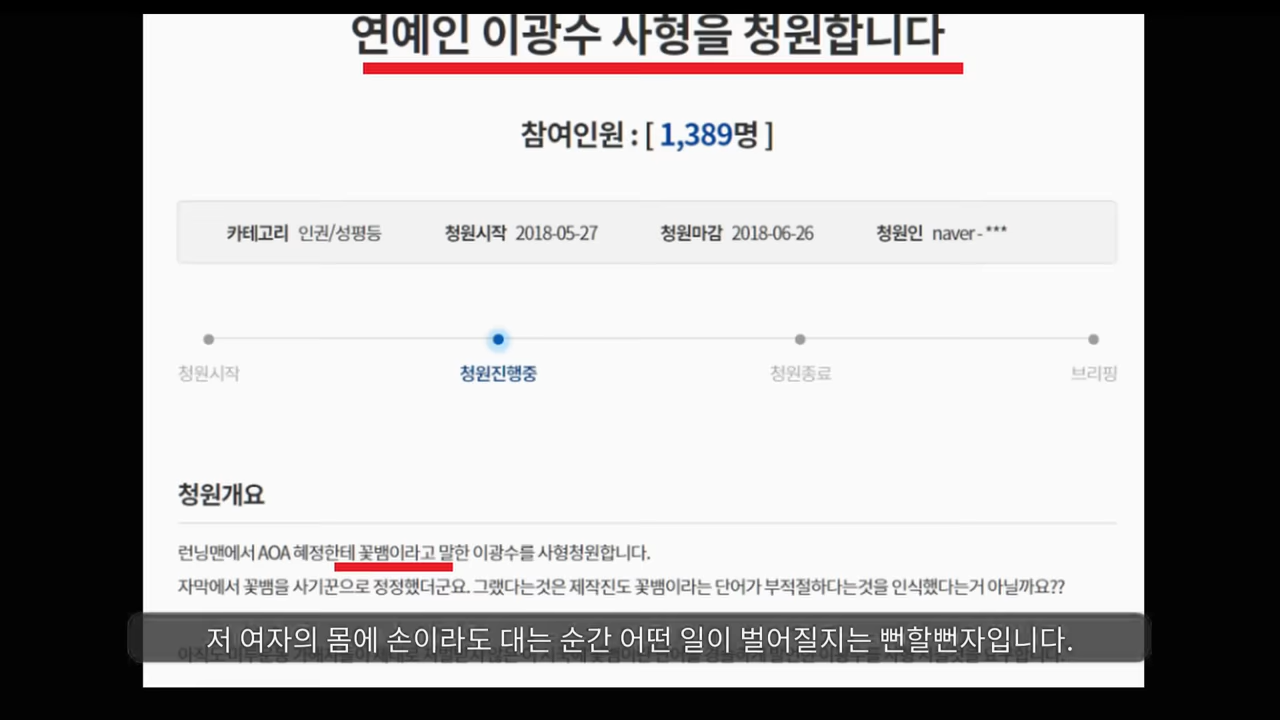 연예인 이광수 사형을 청원합니다
참여인원 : [ 1,389명 ]
카테고리 인권/성평등 청원시작 2018-05-27 청원마감 2018-06-26 청원인 naver - ***
청원시작 청원진행중 청원종료 브리핑
청원개요
런닝맨에서 AOA 혜정한테 꽃뱀이라고 말한 이광수를 사형청원합니다.
자막에서 꽃뱀을 사기꾼으로 정정했더군요. 그랬다는것은 제작진도 꽃뱀이라는 단어가 부적절하다는것을 인식했다는거 아닐까요??
저 여자의 몸에 손이라도 대는 순간 어떤 일이 벌어질지는 뻔할뻔자입니다.